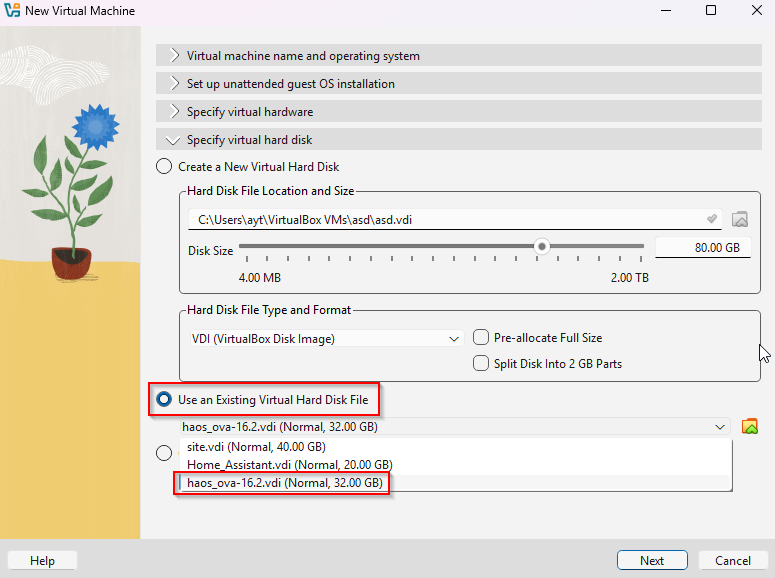 New Virtual Machine
Virtual machine name and operating system
Set up unattended guest OS installation
Specify virtual hardware
Specify virtual hard disk
Create a New Virtual Hard Disk
Hard Disk File Location and Size
C:\Users\ayt\VirtualBox VMs\asd\asd.vdi
Disk Size
80.00 GB
4.00 MB
2.00 TB
Hard Disk File Type and Format
VDI (VirtualBox Disk Image)
Pre-allocate Full Size
Split Disk Into 2 GB Parts
Use an Existing Virtual Hard Disk File
haos_ova-16.2.vdi (Normal, 32.00 GB)
site.vdi (Normal, 40.00 GB)
Home_Assistant.vdi (Normal, 20.00 GB)
haos_ova-16.2.vdi (Normal, 32.00 GB)
Help
Next
Cancel